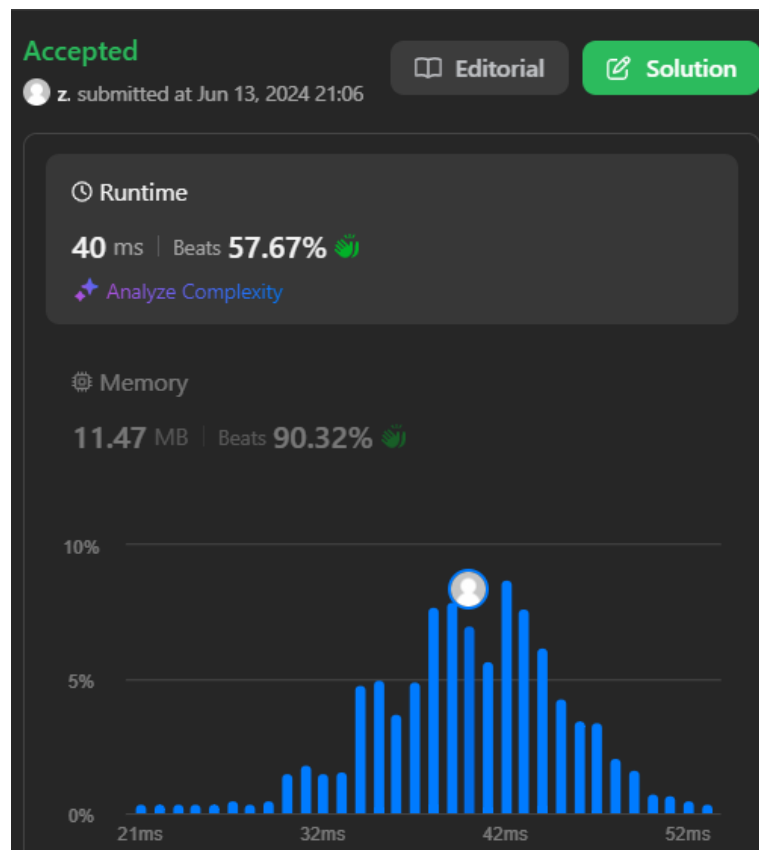 Accepted
Editorial
Solution
z. submitted at Jun 13, 2024 21:06
Runtime
40 ms Beats 57.67%
Analyze Complexity
Memory
11.47 MB Beats 90.32%
10%
5%
0%
21ms 32ms 42ms 52ms